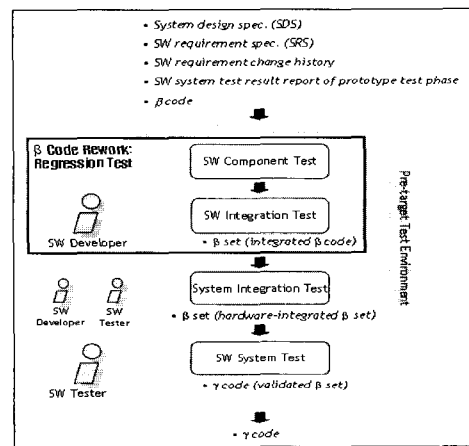 • System design spec. (SDS)
• SW requirement spec. (SRS)
• SW requirement change history
• SW system test result report of prototype test phase
• β code
β Code Rework:
Regression Test
SW Component Test
SW Integration Test
SW Developer
• β set (integrated β code)
Pre-target Test Environment
System Integration Test
SW
Developer
SW
Tester
• β set (hardware-integrated β set)
SW System Test
SW Tester
• γ code (validated β set)
• γ code